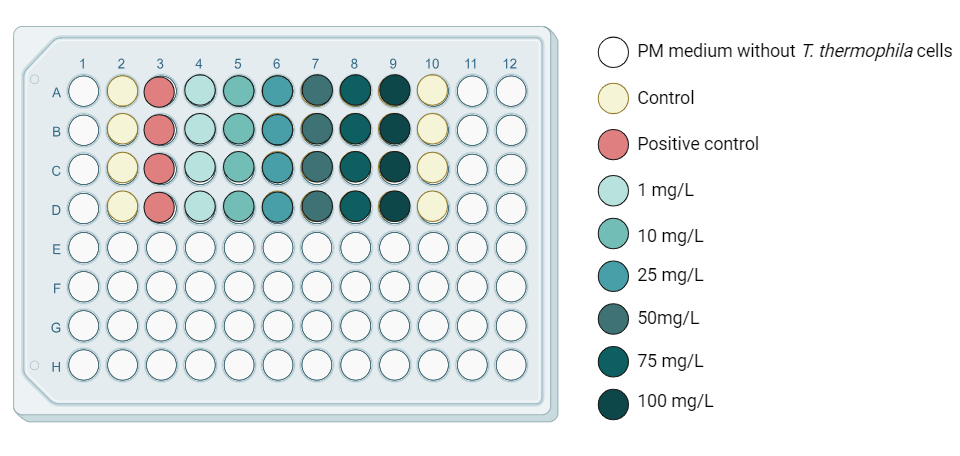 1 2 3 4 5 6 7 8 9 10 11 12
A
B
C
D
E
F
G
H
PM medium without T. thermophila cells
Control
Positive control
1 mg/L
10 mg/L
25 mg/L
50mg/L
75 mg/L
100 mg/L